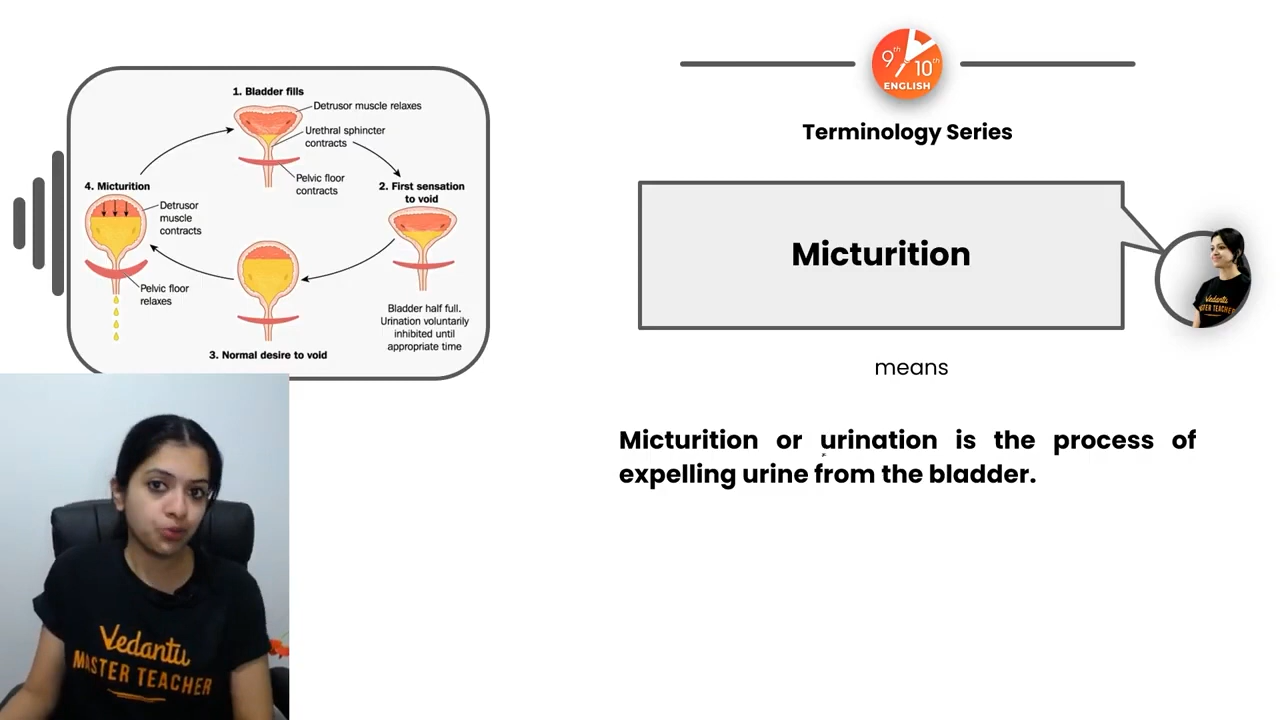 1. Bladder fills
Detrusor muscle relaxes
Urethral sphincter
contracts
Pelvic floor
contracts
2. First sensation
to void
Bladder half full.
Urination voluntarily
inhibited until
appropriate time
3. Normal desire to void
4. Micturition
Detrusor
muscle
contracts
Pelvic floor
relaxes
9th
10th
ENGLISH
Terminology Series
Micturition
Vedantu
MASTER TEACHER
means
Micturition or urination is the process of
expelling urine from the bladder.
Vedantu
MASTER TEACHER